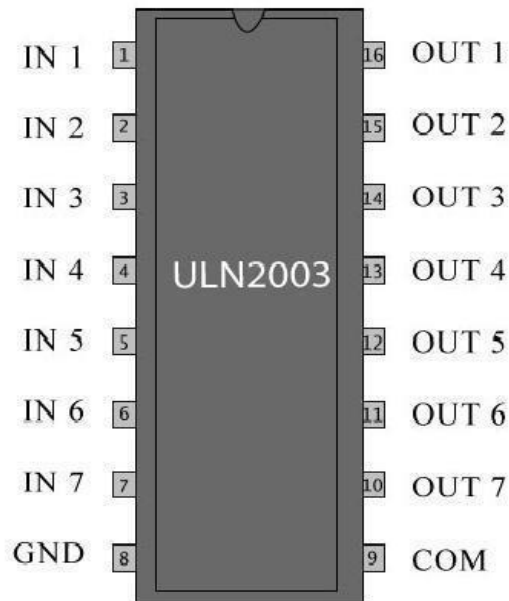 IN 1 1 16 OUT 1
IN 2 2 15 OUT 2
IN 3 3 14 OUT 3
IN 4 4 ULN2003 13 OUT 4
IN 5 5 12 OUT 5
IN 6 6 11 OUT 6
IN 7 7 10 OUT 7
GND 8 9 COM